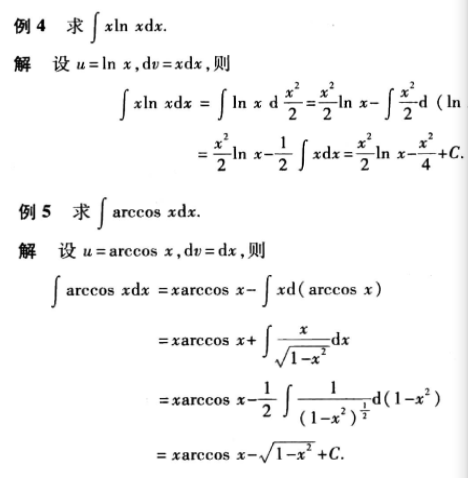 例 4 求∫xln xdx.
解 设 u=ln x,dv=xdx,则
∫xln xdx = ∫ln x d x²/2 = x²/2 ln x-∫x²/2 d (ln
= x²/2 ln x-1/2∫xdx = x²/2 ln x-x²/4+C.
例 5 求∫arccos xdx.
解 设 u=arccos x,dv=dx,则
∫arccos xdx =xarccos x-∫xd(arccos x)
=xarccos x+∫x/√(1-x²) dx
=xarccos x-1/2∫1/(1-x²)^(1/2) d(1-x²)
= xarccos x-√(1-x²)+C.